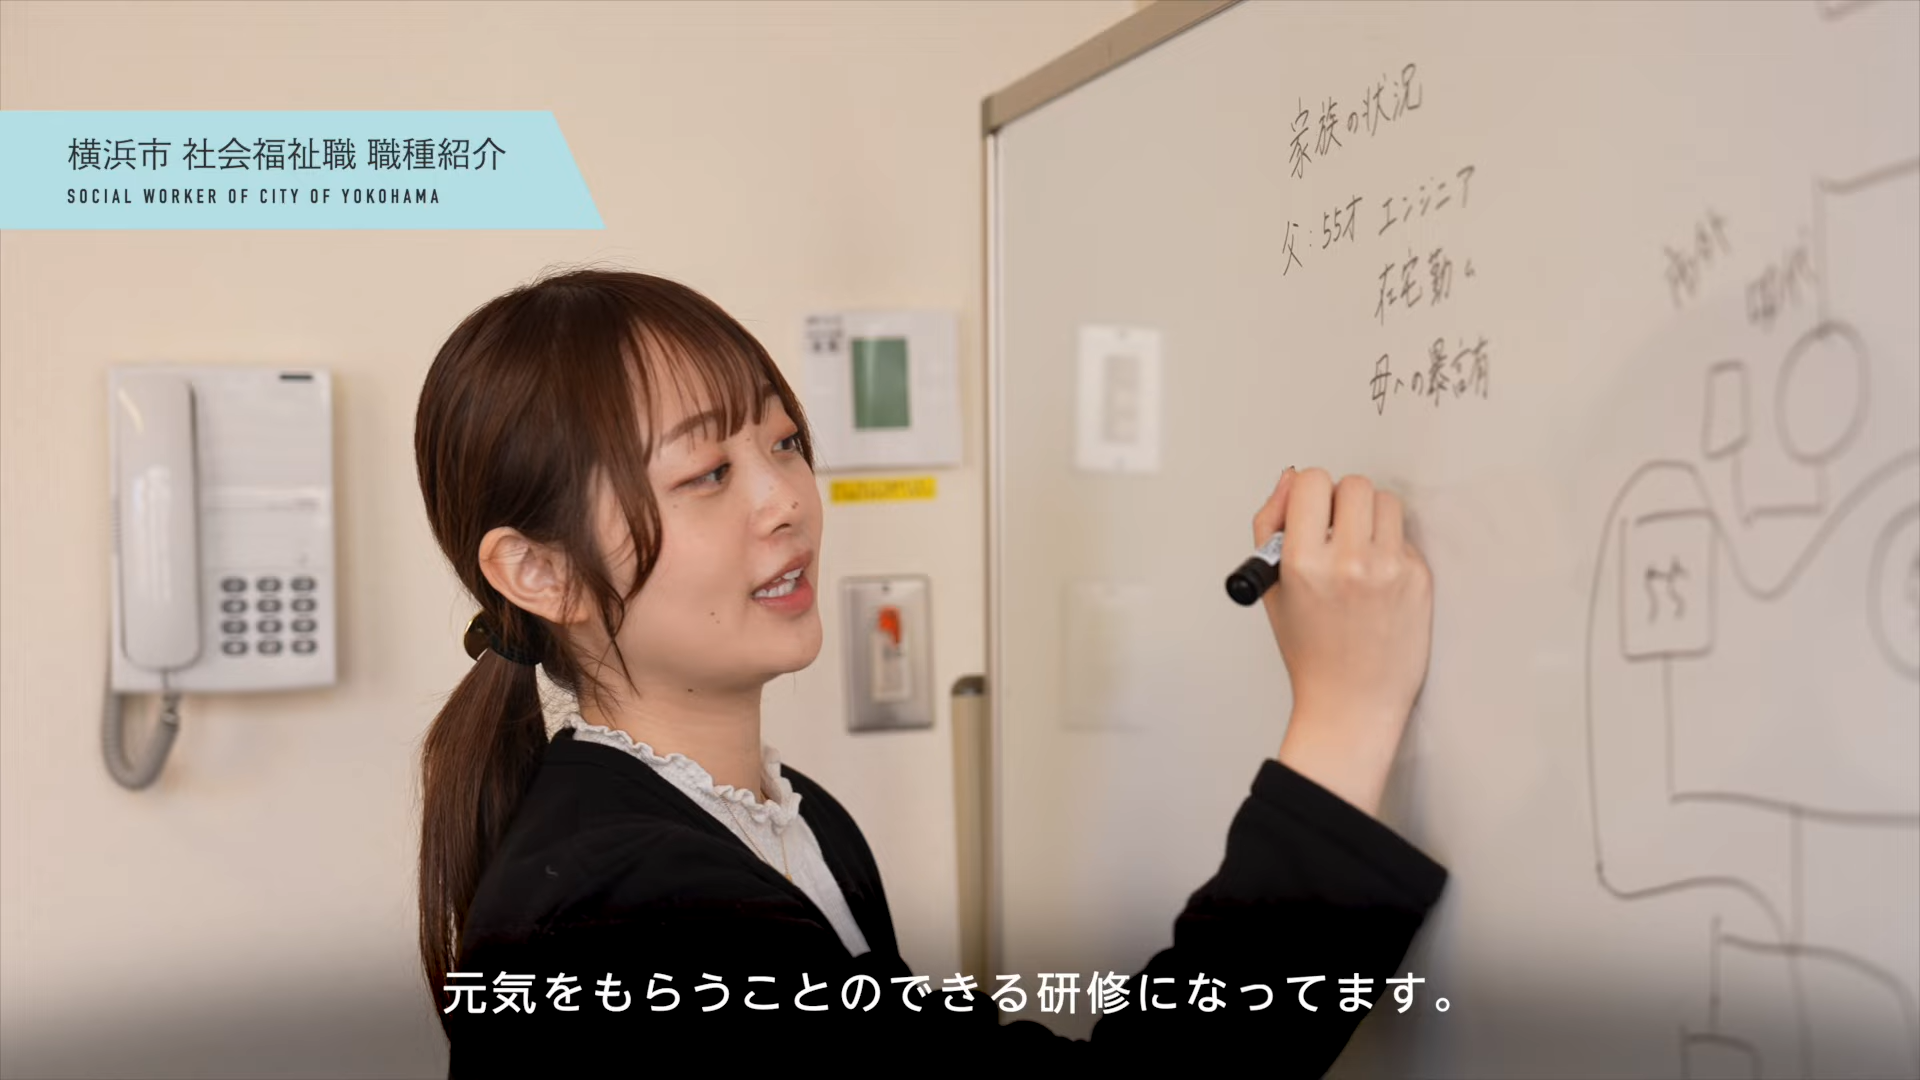 横浜市 社会福祉職 職種紹介
SOCIAL WORKER OF CITY OF YOKOHAMA
家族の状況
父:55才 エンジニア
在宅勤ム
母への暴言有
55
元気をもらうことのできる研修になってます。